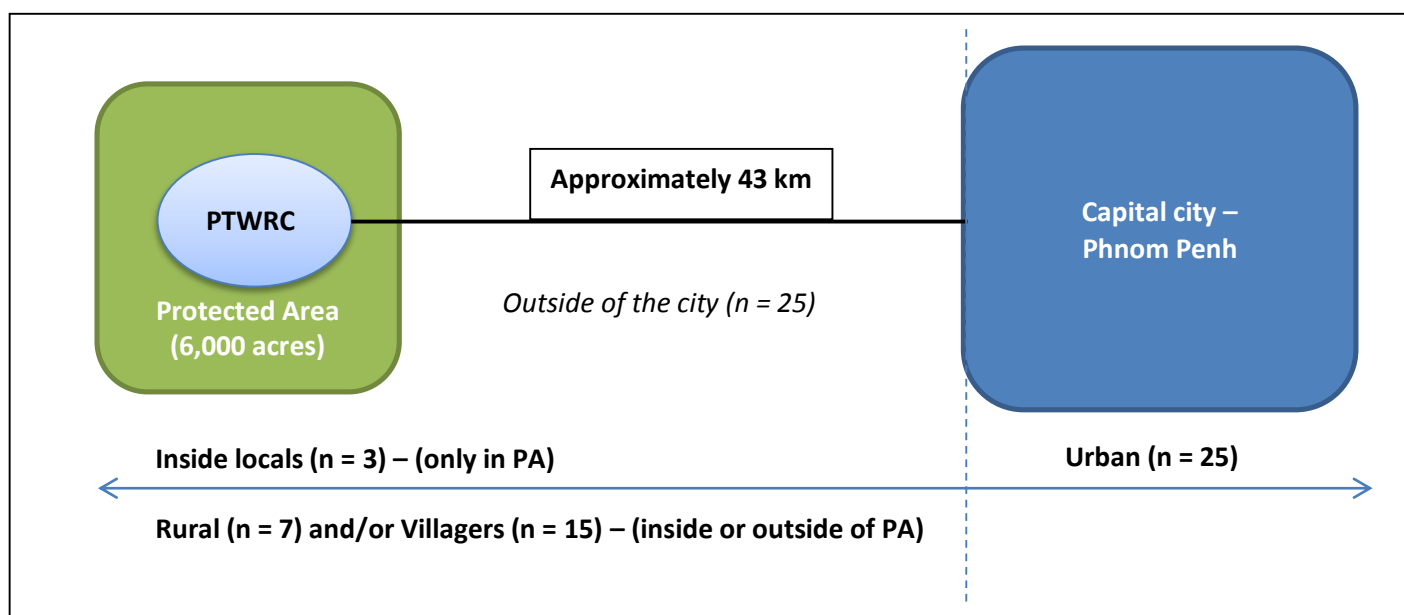 Approximately 43 km
PTWRC
Capital city –
Phnom Penh
Protected Area
(6,000 acres)
Outside of the city (n = 25)
Inside locals (n = 3) – (only in PA)
Urban (n = 25)
Rural (n = 7) and/or Villagers (n = 15) – (inside or outside of PA)